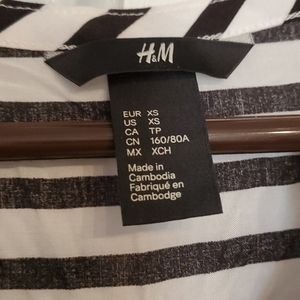 H&M
EUR XS
US XS
CA TP
CN 160/80A
MX XCH
Made in
Cambodia
Fabriqué en
Cambodge